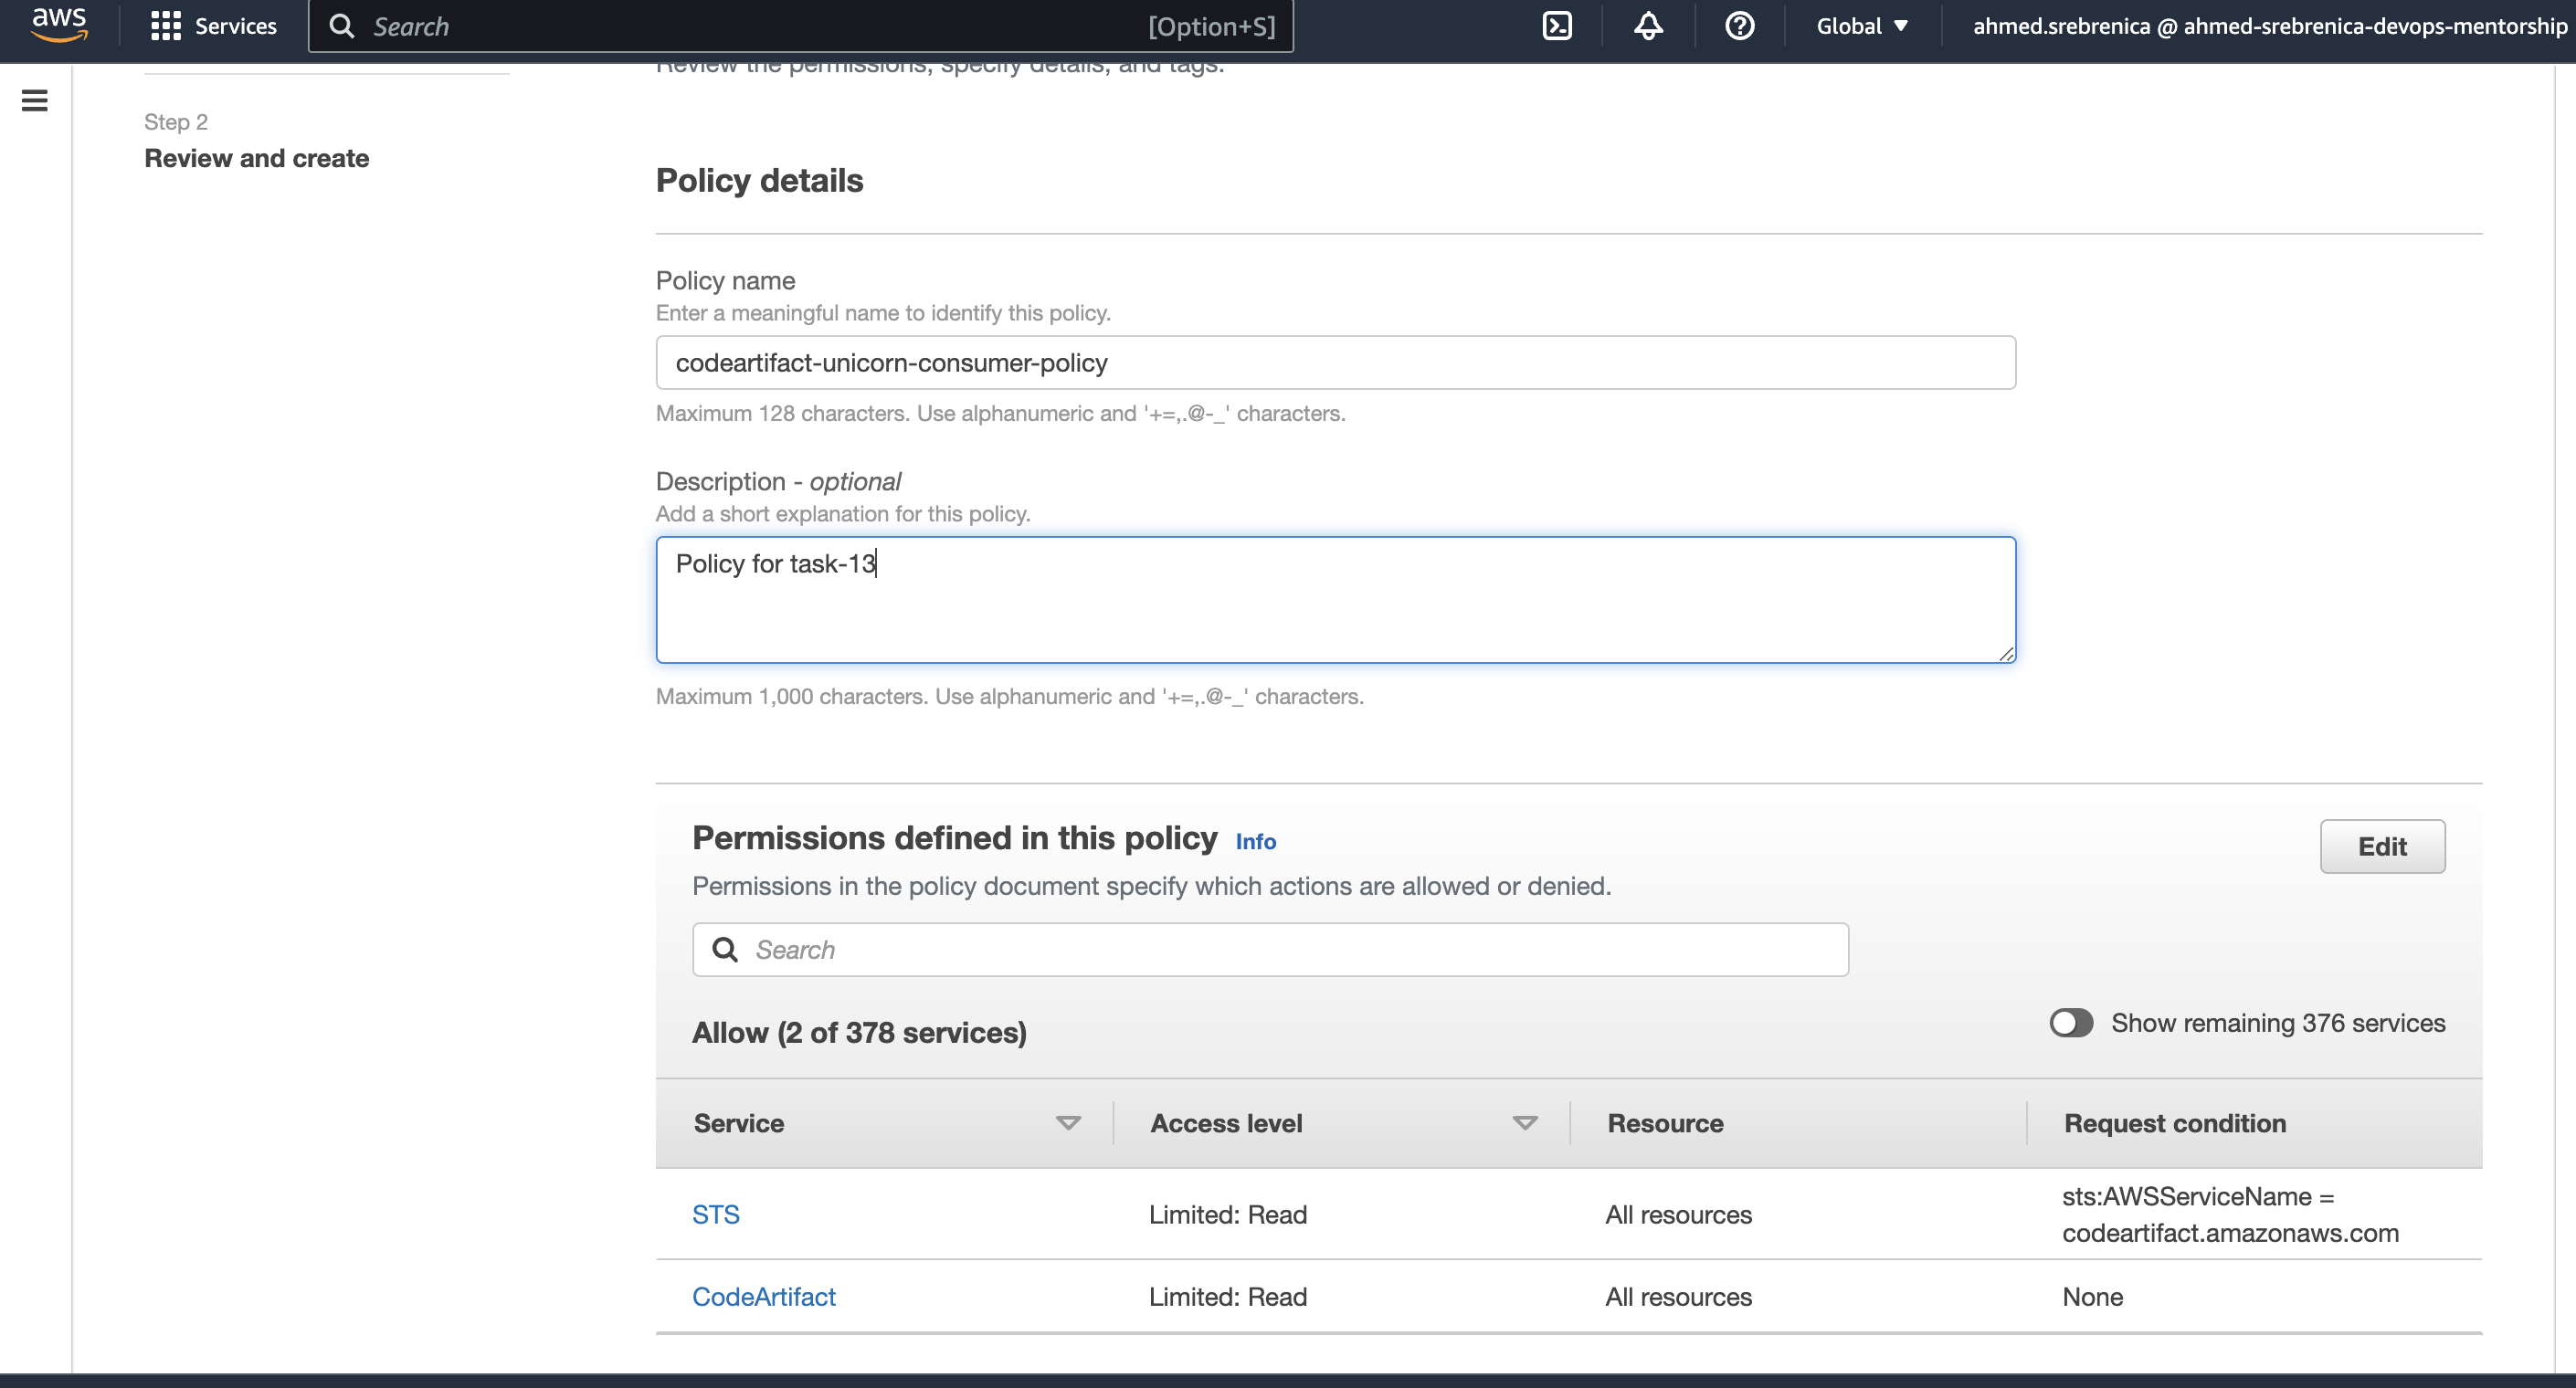 aws
Services
Search
[Option+S]
Global
ahmed.srebrenica @ ahmed-srebrenica-devops-mentorship
Review the permissions, specify details, and tags.
Step 2
Review and create
Policy details
Policy name
Enter a meaningful name to identify this policy.
codeartifact-unicorn-consumer-policy
Maximum 128 characters. Use alphanumeric and '+=,.@-_' characters.
Description - optional
Add a short explanation for this policy.
Policy for task-13
Maximum 1,000 characters. Use alphanumeric and '+=,.@-_' characters.
Permissions defined in this policy Info
Edit
Permissions in the policy document specify which actions are allowed or denied.
Search
Allow (2 of 378 services)
Show remaining 376 services
Service Access level Resource Request condition
STS Limited: Read All resources sts:AWSServiceName =
codeartifact.amazonaws.com
CodeArtifact Limited: Read All resources None